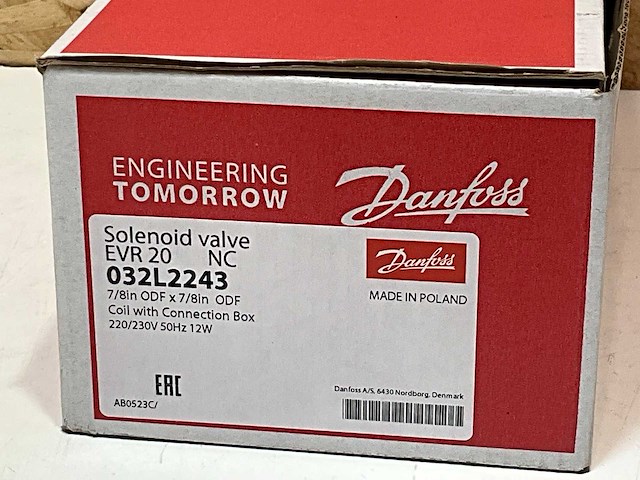 ENGINEERING
TOMORROW
Danfoss
Solenoid valve
EVR 20 NC
032L2243
7/8in ODF x 7/8in ODF
Coil with Connection Box
220/230V 50Hz 12W
Danfoss
MADE IN POLAND
EAC
AB0523C/
Danfoss A/S, 6430 Nordborg, Denmark